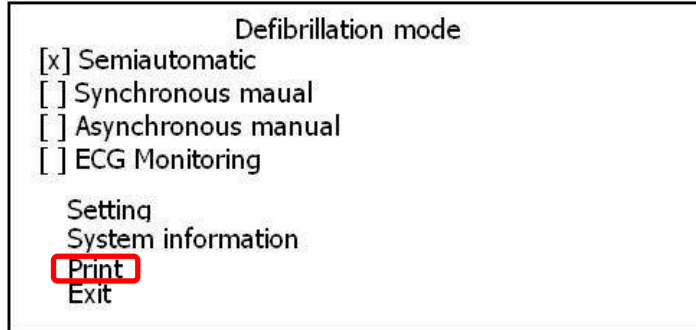 Defibrillation mode
[x] Semiautomatic
[ ] Synchronous maual
[ ] Asynchronous manual
[ ] ECG Monitoring
Setting
System information
Print
Exit